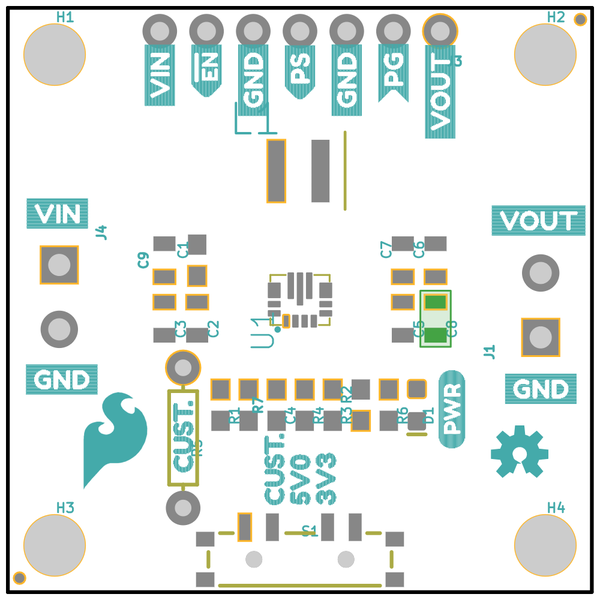 H1
H2
VIN
EN
GND
PS
GND
PG
VOUT
3
VIN
J4
VOUT
C9
C1
C7
C6
U1
C3
C2
C5
C8
J1
GND
GND
R1
R7
C4
R4
R3
R2
R6
D1
PWR
CUST.
R5
CUST.
5V0
3V3
H3
H4
S1